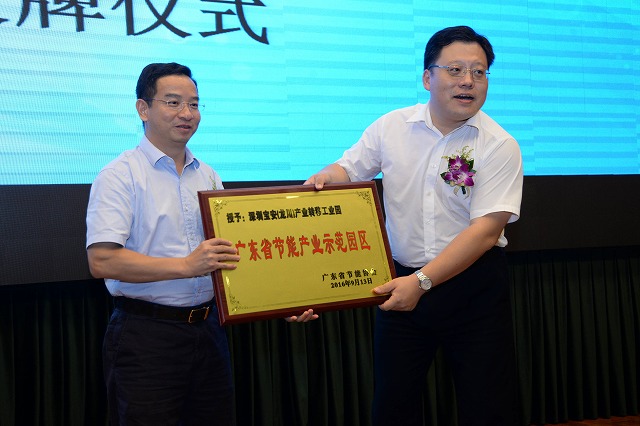 牌仪式
授予：深圳宝安(龙川)产业转移工业园
广东省节能产业示范园区
广东省节能协会
2016年9月13日